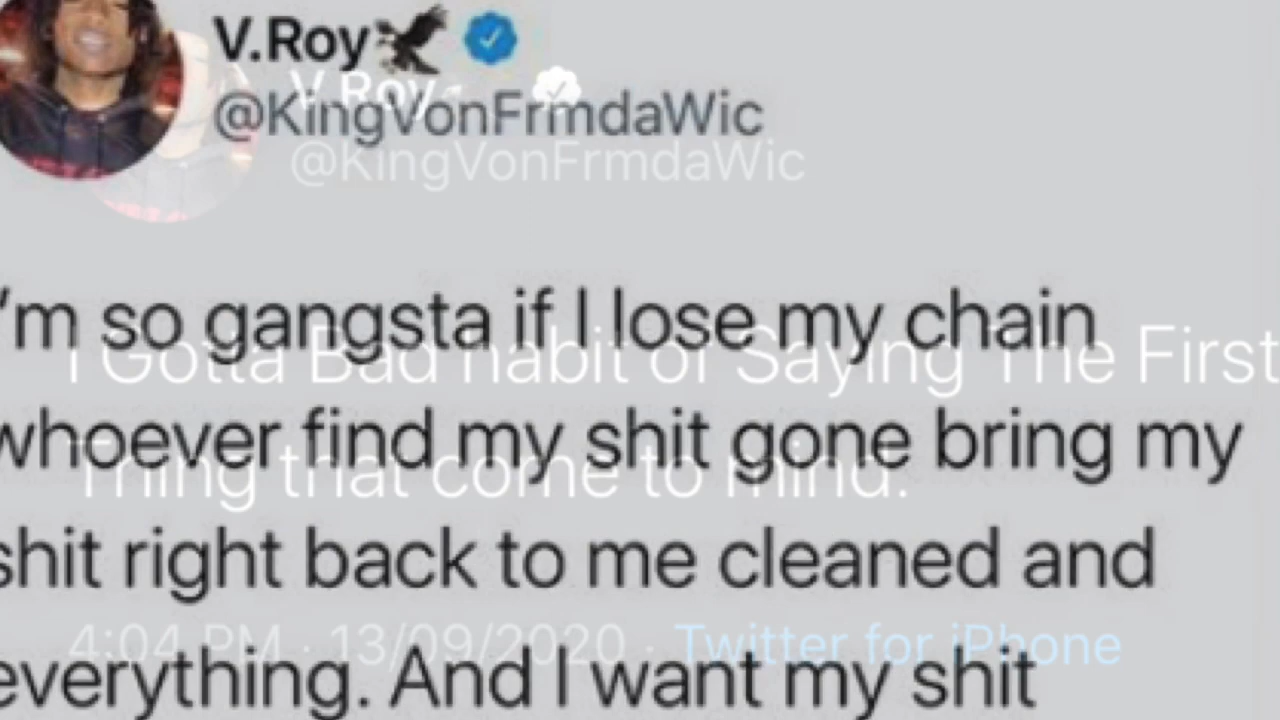 V.Roy
@KingVonFrmdaWic
'm so gangsta if I lose my chain
whoever find my shit gone bring my
shit right back to me cleaned and
everything. And I want my shit
V.Roy
@KingVonFrmdaWic
I Gotta Bad habit of Saying The First
Thing that come to mind.
4:04 PM · 13/09/2020 · Twitter for iPhone